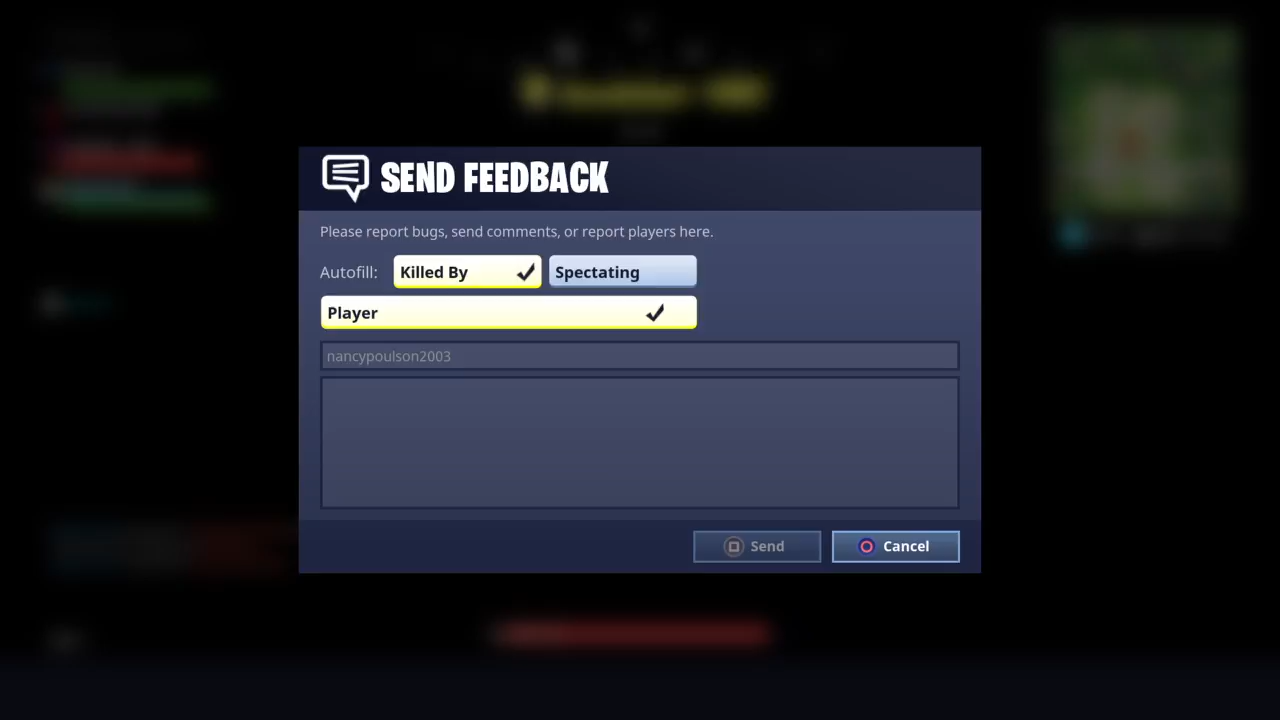 SEND FEEDBACK
Please report bugs, send comments, or report players here.
Autofill: Killed By Spectating
Player
nancypoulson2003
Send Cancel